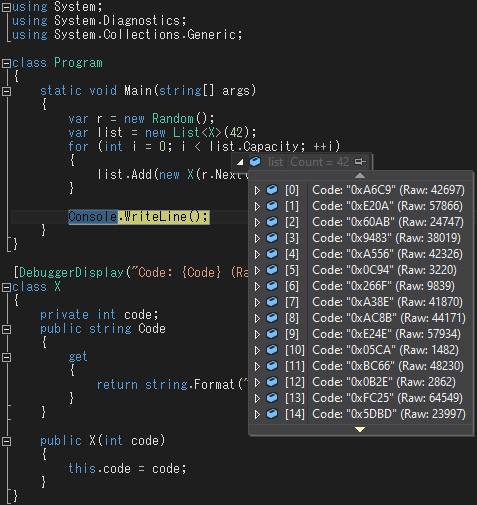 using System;
using System.Diagnostics;
using System.Collections.Generic;
class Program
{
static void Main(string[] args)
{
var r = new Random();
var list = new List<X>(42);
for (int i = 0; i < list.Capacity; ++i)
{
list.Add(new X(r.Next(
}
Console.WriteLine();
}
}
[DebuggerDisplay("Code: {Code} (Ra
class X
{
private int code;
public string Code
{
get
{
return string.Format("
}
}
public X(int code)
{
this.code = code;
}
}
list Count = 42
[0] Code: "0xA6C9" (Raw: 42697)
[1] Code: "0xE20A" (Raw: 57866)
[2] Code: "0x60AB" (Raw: 24747)
[3] Code: "0x9483" (Raw: 38019)
[4] Code: "0xA556" (Raw: 42326)
[5] Code: "0x0C94" (Raw: 3220)
[6] Code: "0x266F" (Raw: 9839)
[7] Code: "0xA38E" (Raw: 41870)
[8] Code: "0xAC8B" (Raw: 44171)
[9] Code: "0xE24E" (Raw: 57934)
[10] Code: "0x05CA" (Raw: 1482)
[11] Code: "0xBC66" (Raw: 48230)
[12] Code: "0x0B2E" (Raw: 2862)
[13] Code: "0xFC25" (Raw: 64549)
[14] Code: "0x5DBD" (Raw: 23997)